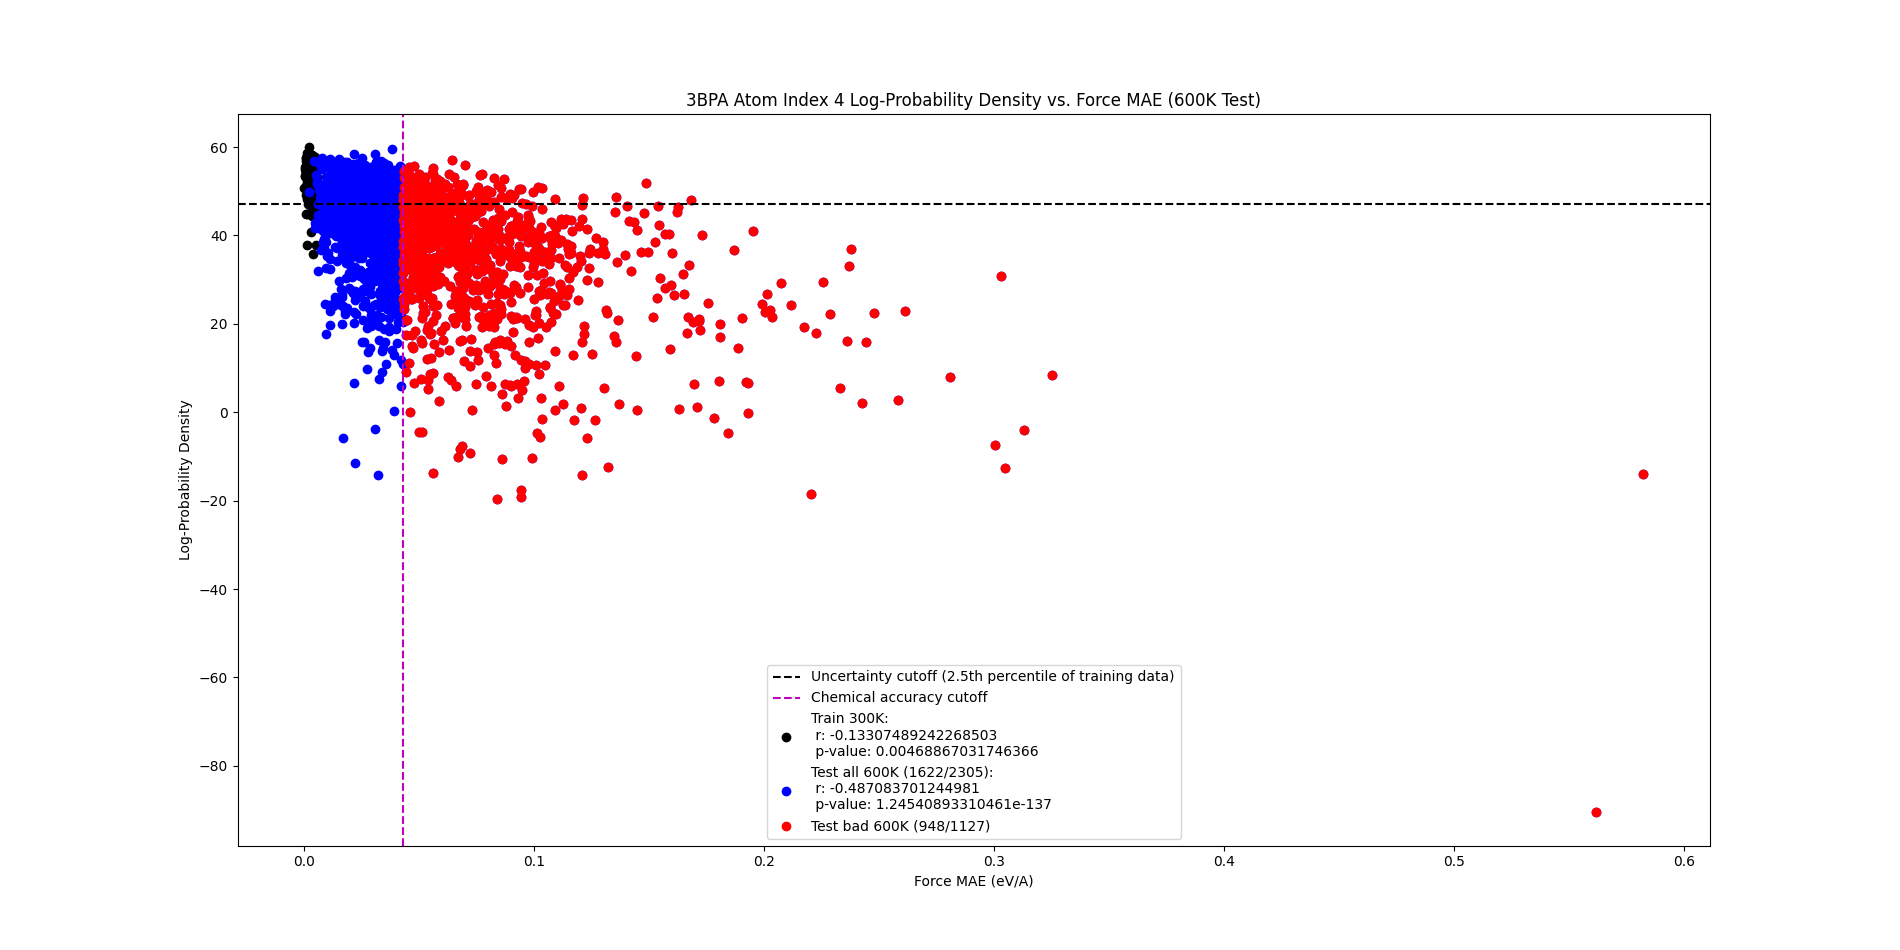 3BPA Atom Index 4 Log-Probability Density vs. Force MAE (600K Test)
Log-Probability Density
60
40
20
0
−20
−40
−60
−80
Uncertainty cutoff (2.5th percentile of training data)
Chemical accuracy cutoff
Train 300K:
r: -0.13307489242268503
p-value: 0.00468867031746366
Test all 600K (1622/2305):
r: -0.487083701244981
p-value: 1.24540893310461e-137
Test bad 600K (948/1127)
0.0
0.1
0.2
0.3
0.4
0.5
0.6
Force MAE (eV/A)